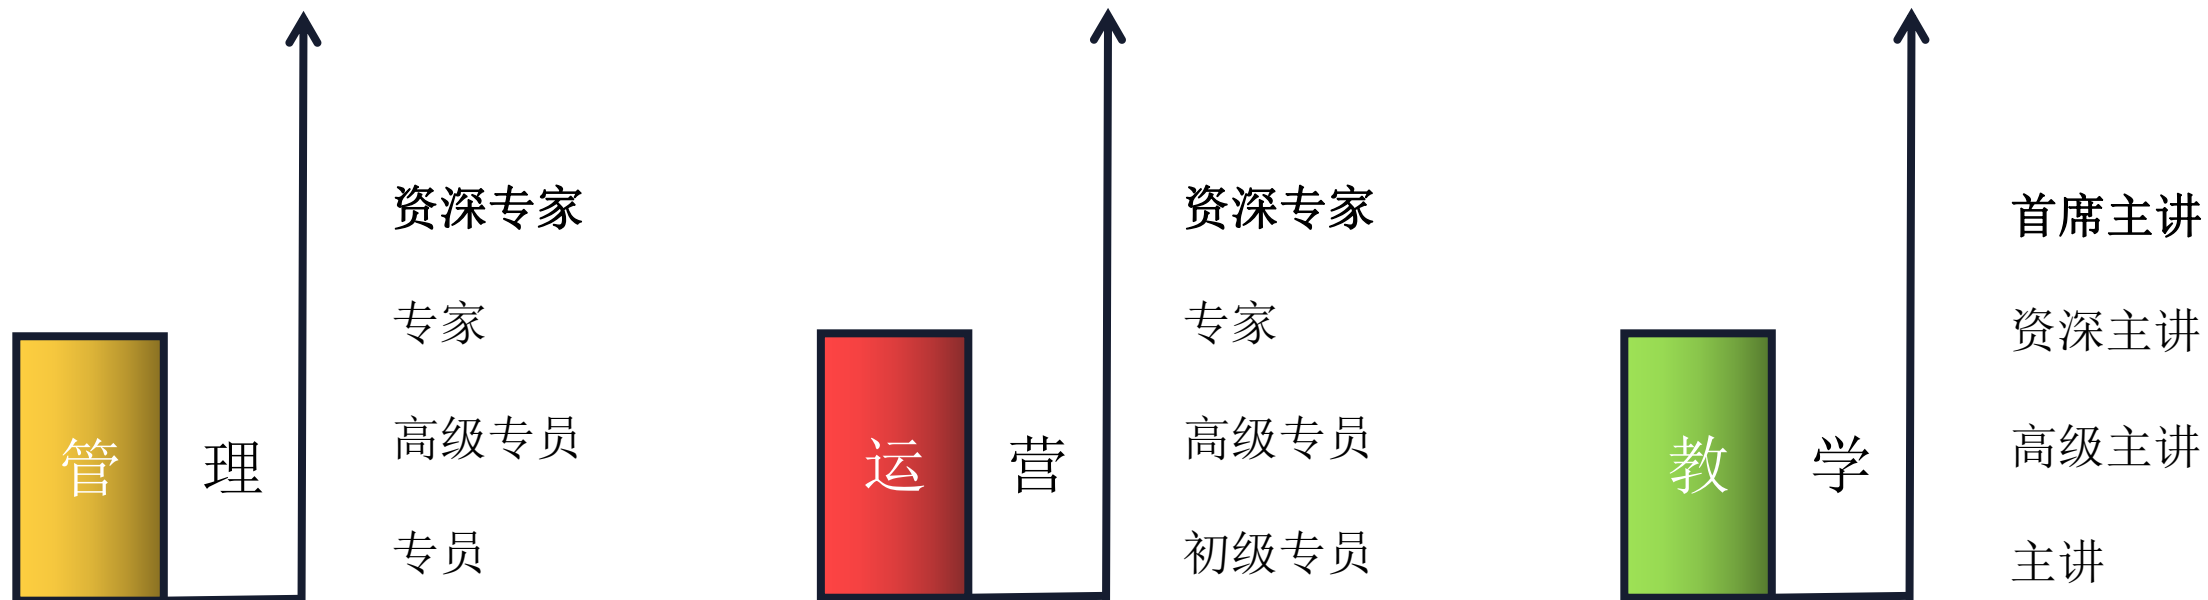 管理
资深专家
专家
高级专员
专员
运营
资深专家
专家
高级专员
初级专员
教学
首席主讲
资深主讲
高级主讲
主讲